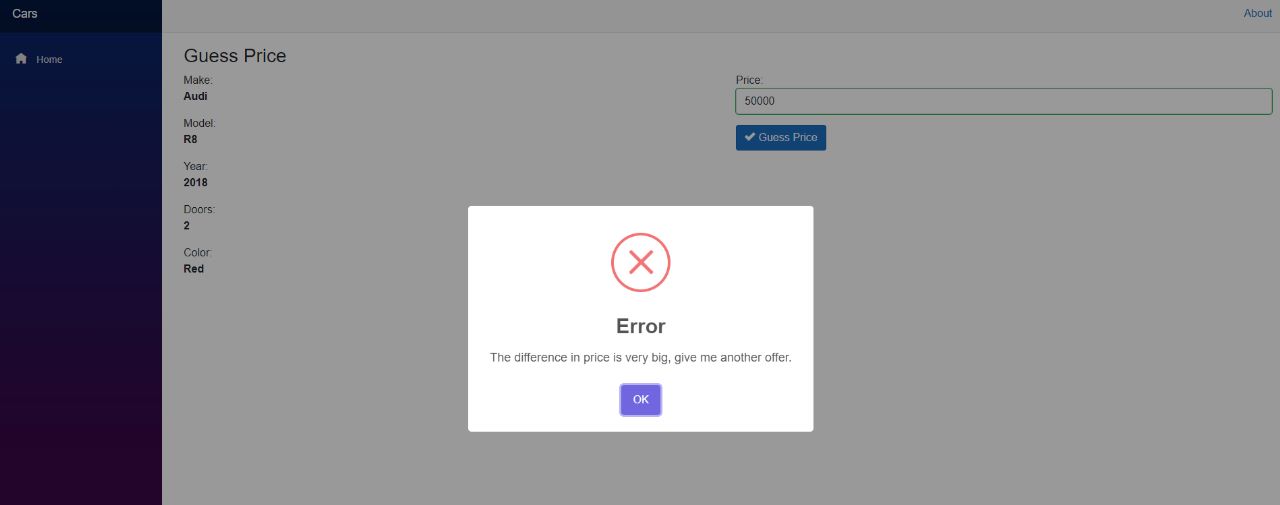 Cars
About
Home
Guess Price
Make:
Audi
Model:
R8
Year:
2018
Doors:
2
Color:
Red
Price:
50000
Guess Price
Error
The difference in price is very big, give me another offer.
OK